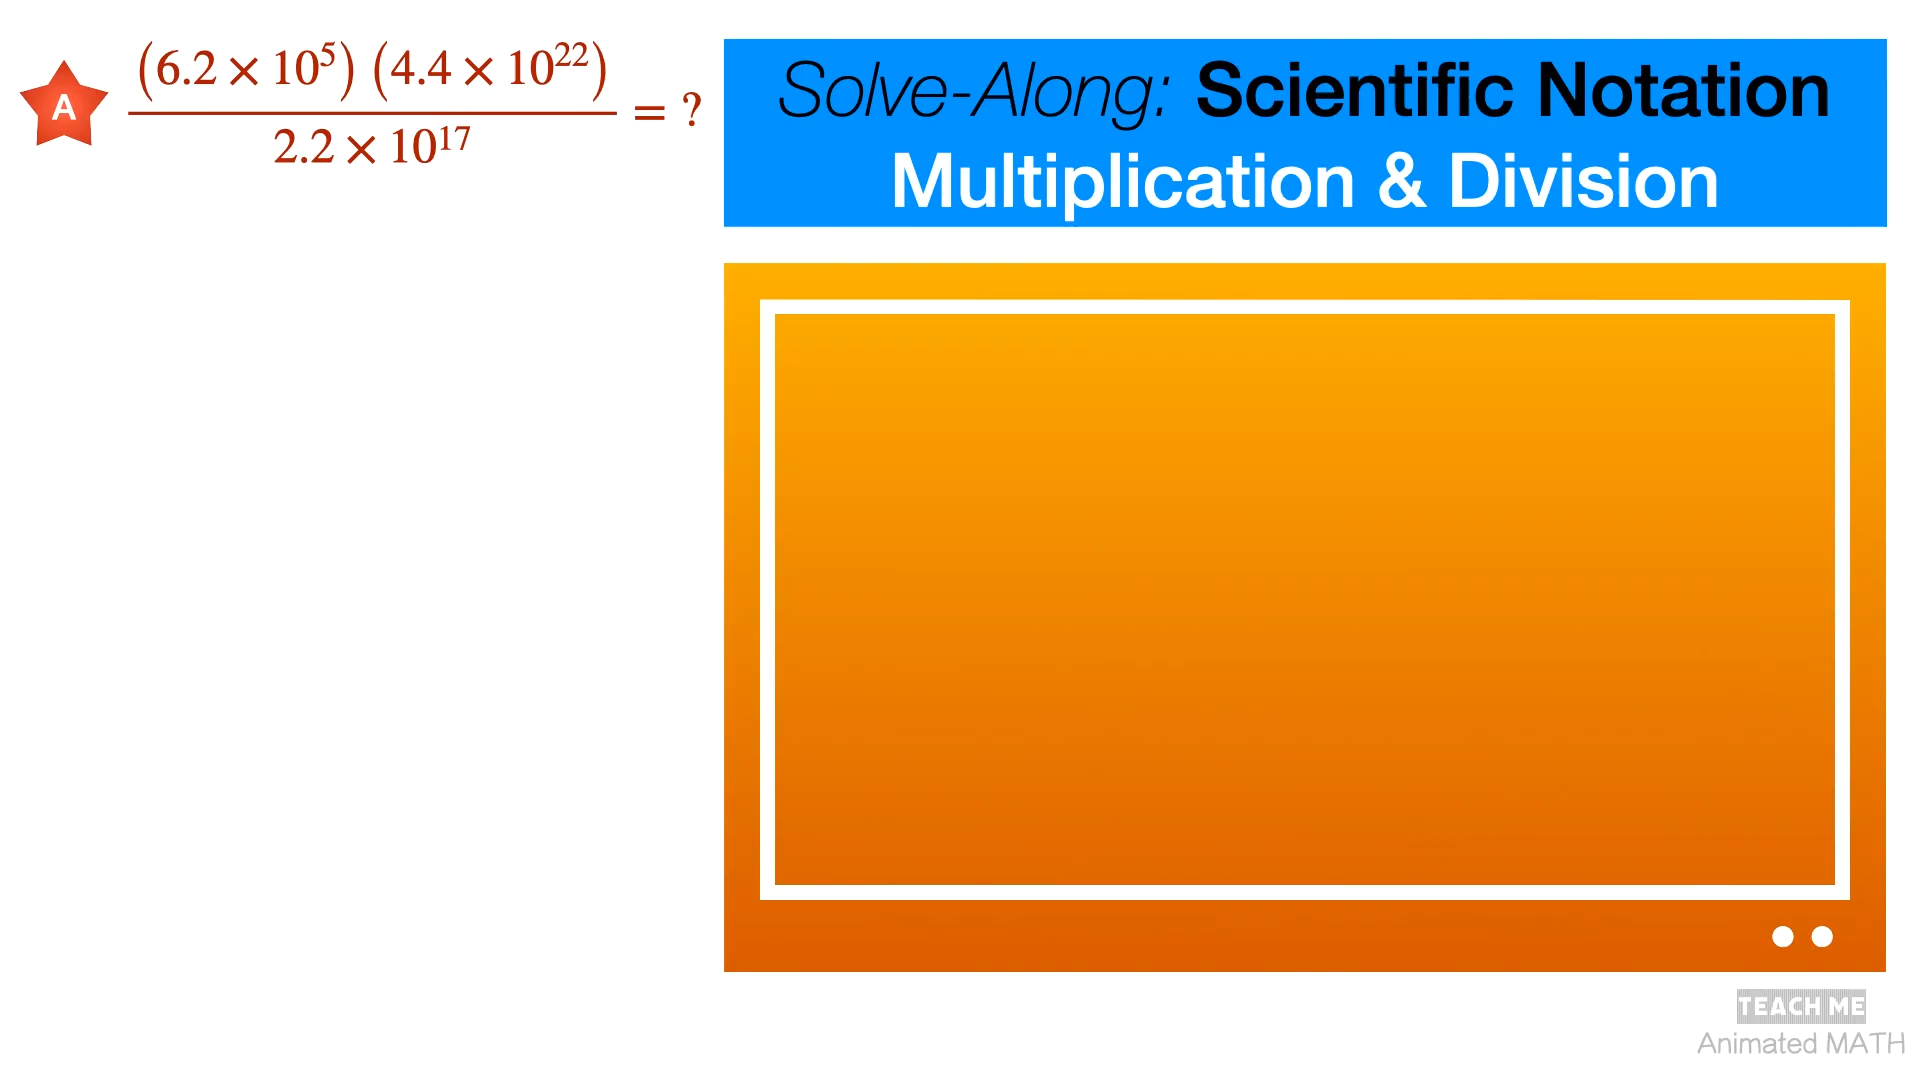 A
(6.2 × 10⁵) (4.4 × 10²²)
2.2 × 10¹⁷
= ?
Solve-Along: Scientific Notation
Multiplication & Division
TEACH ME
Animated MATH